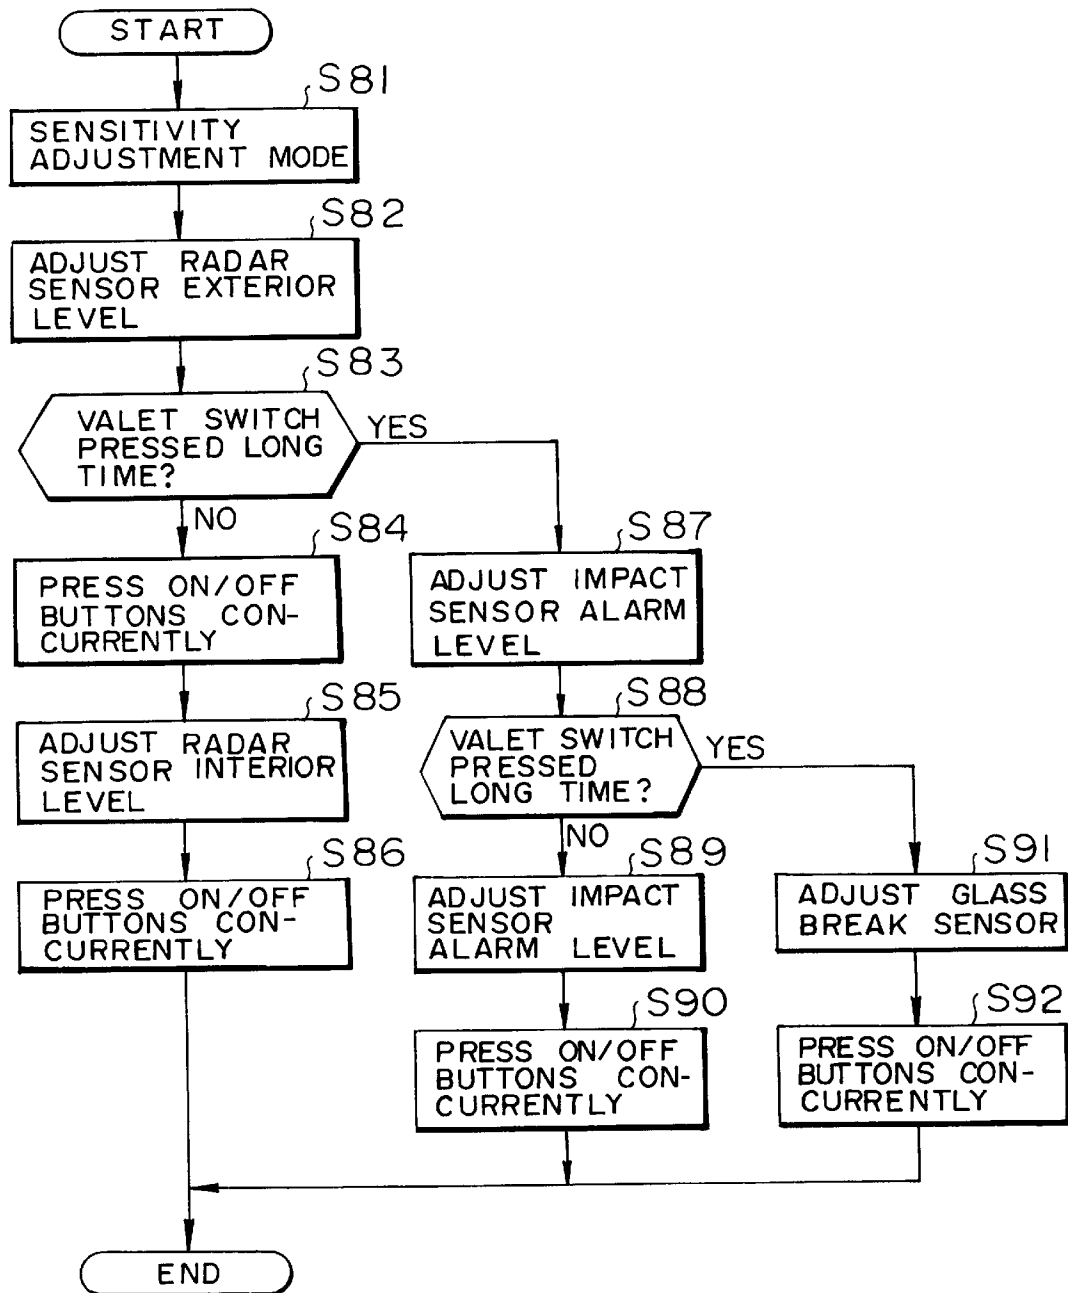 START
S81
SENSITIVITY
ADJUSTMENT MODE
S82
ADJUST RADAR
SENSOR EXTERIOR
LEVEL
S83
VALET SWITCH
PRESSED LONG
TIME?
YES
NO
S84
PRESS ON/OFF
BUTTONS CON-
CURRENTLY
S85
ADJUST RADAR
SENSOR INTERIOR
LEVEL
S86
PRESS ON/OFF
BUTTONS CON-
CURRENTLY
S87
ADJUST IMPACT
SENSOR ALARM
LEVEL
S88
VALET SWITCH
PRESSED
LONG TIME?
YES
NO
S89
ADJUST IMPACT
SENSOR
ALARM LEVEL
S90
PRESS ON/OFF
BUTTONS CON-
CURRENTLY
S91
ADJUST GLASS
BREAK SENSOR
S92
PRESS ON/OFF
BUTTONS CON-
CURRENTLY
END